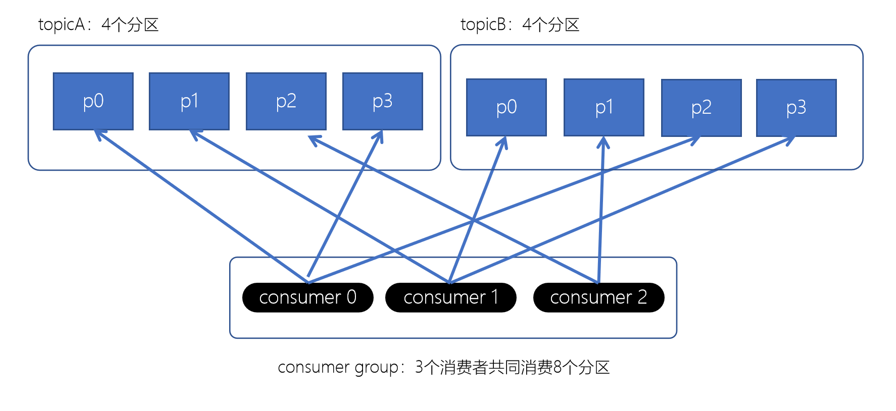 topicA：4个分区
topicB：4个分区
p0 p1 p2 p3
p0 p1 p2 p3
consumer 0 consumer 1 consumer 2
consumer group：3个消费者共同消费8个分区